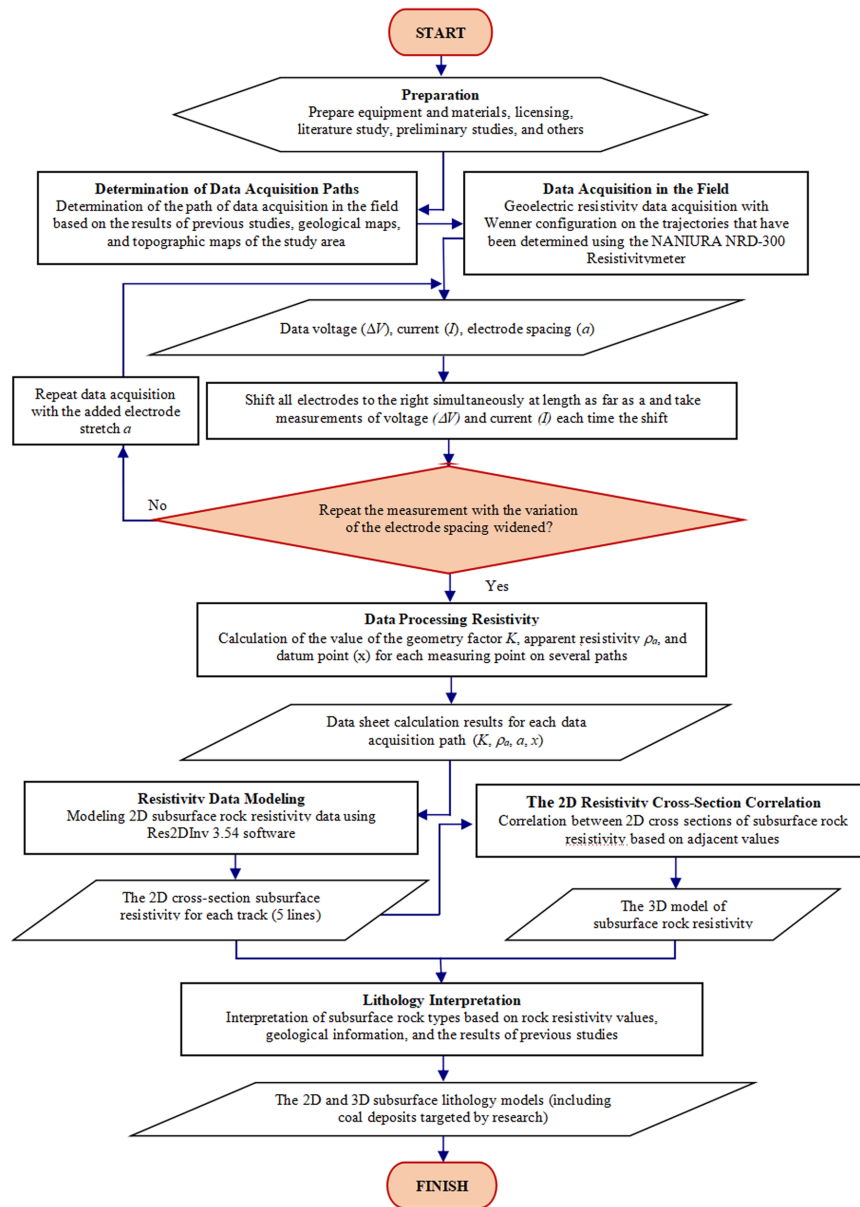 START
Preparation
Prepare equipment and materials, licensing,
literature study, preliminary studies, and others
Determination of Data Acquisition Paths
Determination of the path of data acquisition in the field
based on the results of previous studies, geological maps,
and topographic maps of the study area
Data Acquisition in the Field
Geoelectric resistivity data acquisition with
Wenner configuration on the trajectories that have
been determined using the NANIURA NRD-300
Resistivitymeter
Data voltage (ΔV), current (I), electrode spacing (a)
Repeat data acquisition
with the added electrode
stretch a
Shift all electrodes to the right simultaneously at length as far as a and take
measurements of voltage (ΔV) and current (I) each time the shift
No
Repeat the measurement with the variation
of the electrode spacing widened?
Yes
Data Processing Resistivity
Calculation of the value of the geometry factor K, apparent resistivity ρa, and
datum point (x) for each measuring point on several paths
Data sheet calculation results for each data
acquisition path (K, ρa, a, x)
Resistivity Data Modeling
Modeling 2D subsurface rock resistivity data using
Res2DInv 3.54 software
The 2D Resistivity Cross-Section Correlation
Correlation between 2D cross sections of subsurface rock
resistivity based on adjacent values
The 2D cross-section subsurface
resistivity for each track (5 lines)
The 3D model of
subsurface rock resistivity
Lithology Interpretation
Interpretation of subsurface rock types based on rock resistivity values,
geological information, and the results of previous studies
The 2D and 3D subsurface lithology models (including
coal deposits targeted by research)
FINISH